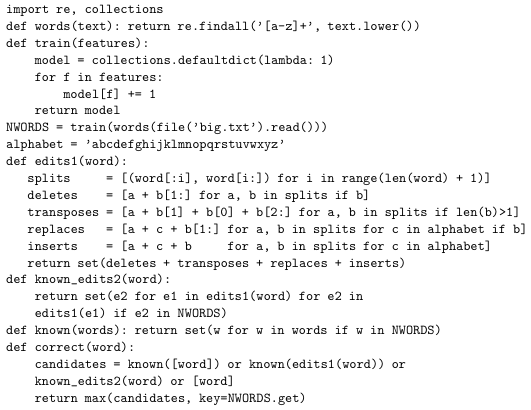 import re, collections
def words(text): return re.findall('[a-z]+', text.lower())
def train(features):
    model = collections.defaultdict(lambda: 1)
    for f in features:
        model[f] += 1
    return model
NWORDS = train(words(file('big.txt').read()))
alphabet = 'abcdefghijklmnopqrstuvwxyz'
def edits1(word):
   splits     = [(word[:i], word[i:]) for i in range(len(word) + 1)]
   deletes    = [a + b[1:] for a, b in splits if b]
   transposes = [a + b[1] + b[0] + b[2:] for a, b in splits if len(b)>1]
   replaces   = [a + c + b[1:] for a, b in splits for c in alphabet if b]
   inserts    = [a + c + b     for a, b in splits for c in alphabet]
   return set(deletes + transposes + replaces + inserts)
def known_edits2(word):
    return set(e2 for e1 in edits1(word) for e2 in
    edits1(e1) if e2 in NWORDS)
def known(words): return set(w for w in words if w in NWORDS)
def correct(word):
    candidates = known([word]) or known(edits1(word)) or
    known_edits2(word) or [word]
    return max(candidates, key=NWORDS.get)